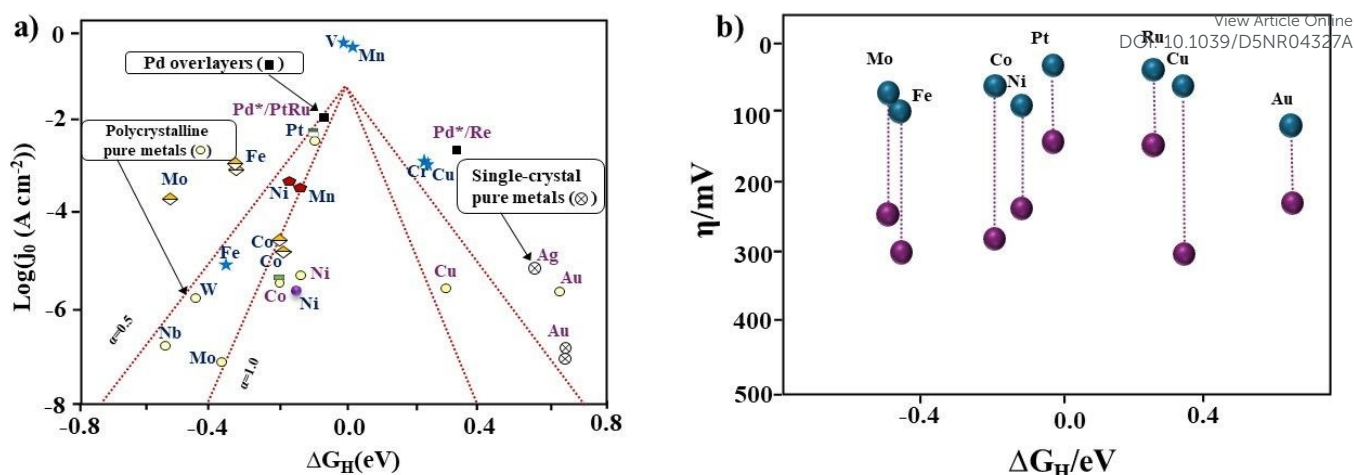 a)
Log(j₀ (A cm⁻²))
0
-2
-4
-6
-8
-0.8
-0.4
0.0
0.4
0.8
ΔG_H(eV)
V
Mn
Pd overlayers (■)
Pd*/PtRu
Pt
Polycrystalline
pure metals (○)
Fe
Mo
Ni
Mn
Pd*/Re
Cr
Cu
Single-crystal
pure metals (⊗)
Co
Co
Fe
W
Ni
Co
Ni
Nb
Mo
Cu
Ag
Au
Au
α=0.5
α=1.0
b)
View Article Online
DOI: 10.1039/D5NR04327A
η/mV
0
100
200
300
400
500
-0.4
0.0
0.4
ΔG_H/eV
Mo
Fe
Co
Ni
Pt
Ru
Cu
Au